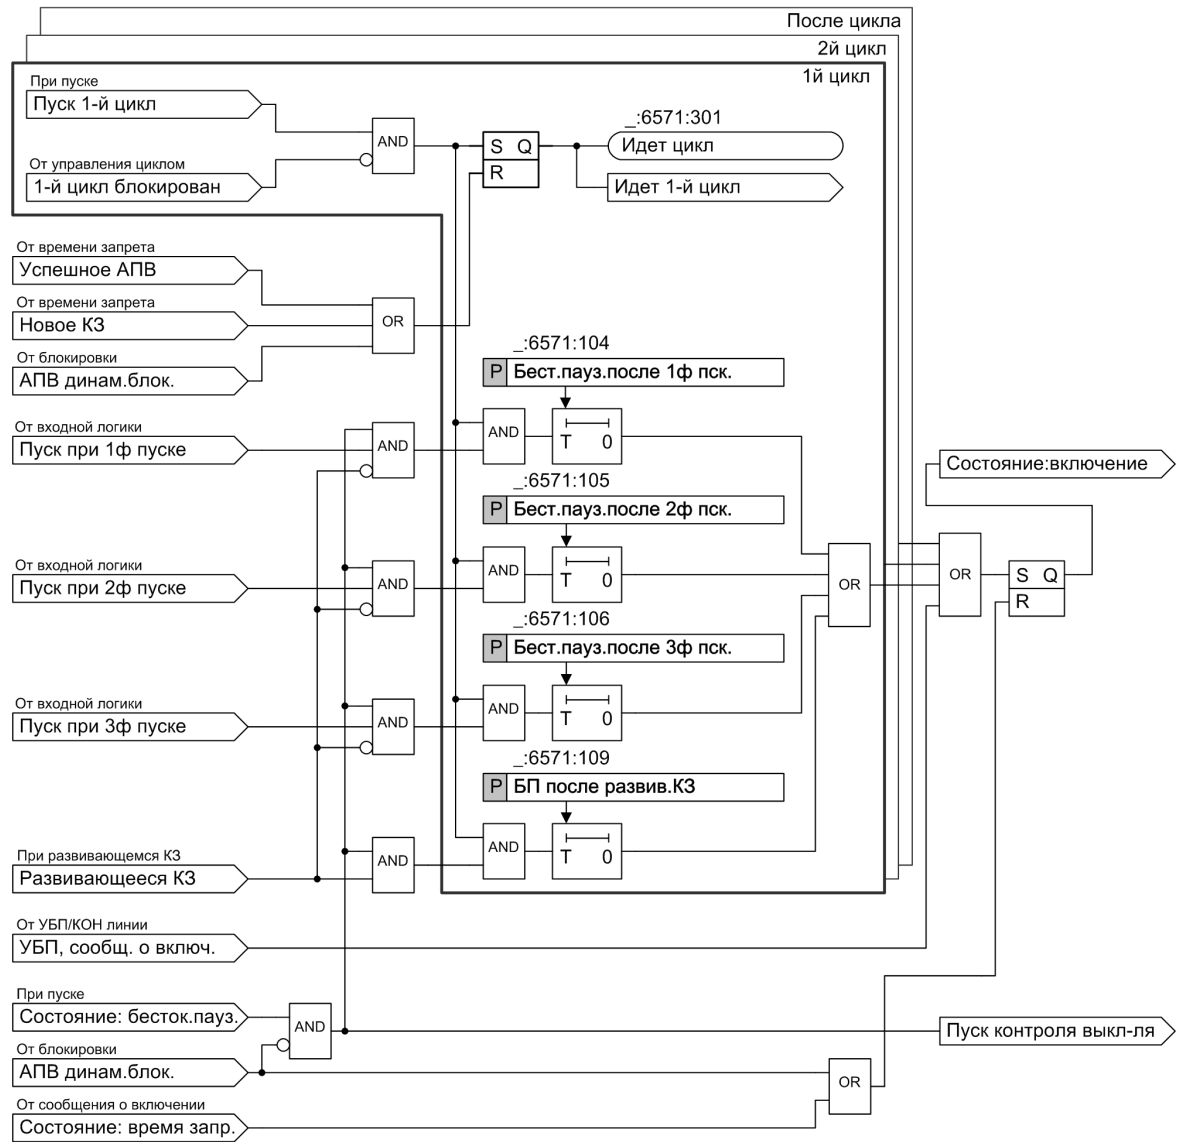 После цикла
2й цикл
1й цикл
При пуске
Пуск 1-й цикл
От управления циклом
1-й цикл блокирован
AND
S Q
R
_:6571:301
Идет цикл
Идет 1-й цикл
От времени запрета
Успешное АПВ
От времени запрета
Новое КЗ
От блокировки
АПВ динам.блок.
OR
_:6571:104
P Бест.пауз.после 1ф пск.
От входной логики
Пуск при 1ф пуске
AND
AND
T 0
Состояние:включение
_:6571:105
P Бест.пауз.после 2ф пск.
От входной логики
Пуск при 2ф пуске
AND
AND
T 0
OR
OR
S Q
R
_:6571:106
P Бест.пауз.после 3ф пск.
От входной логики
Пуск при 3ф пуске
AND
AND
T 0
_:6571:109
P БП после развив.КЗ
При развивающемся КЗ
Развивающееся КЗ
AND
AND
T 0
От УБП/КОН линии
УБП, сообщ. о включ.
При пуске
Состояние: бесток.пауз.
AND
Пуск контроля выкл-ля
От блокировки
АПВ динам.блок.
OR
От сообщения о включении
Состояние: время запр.